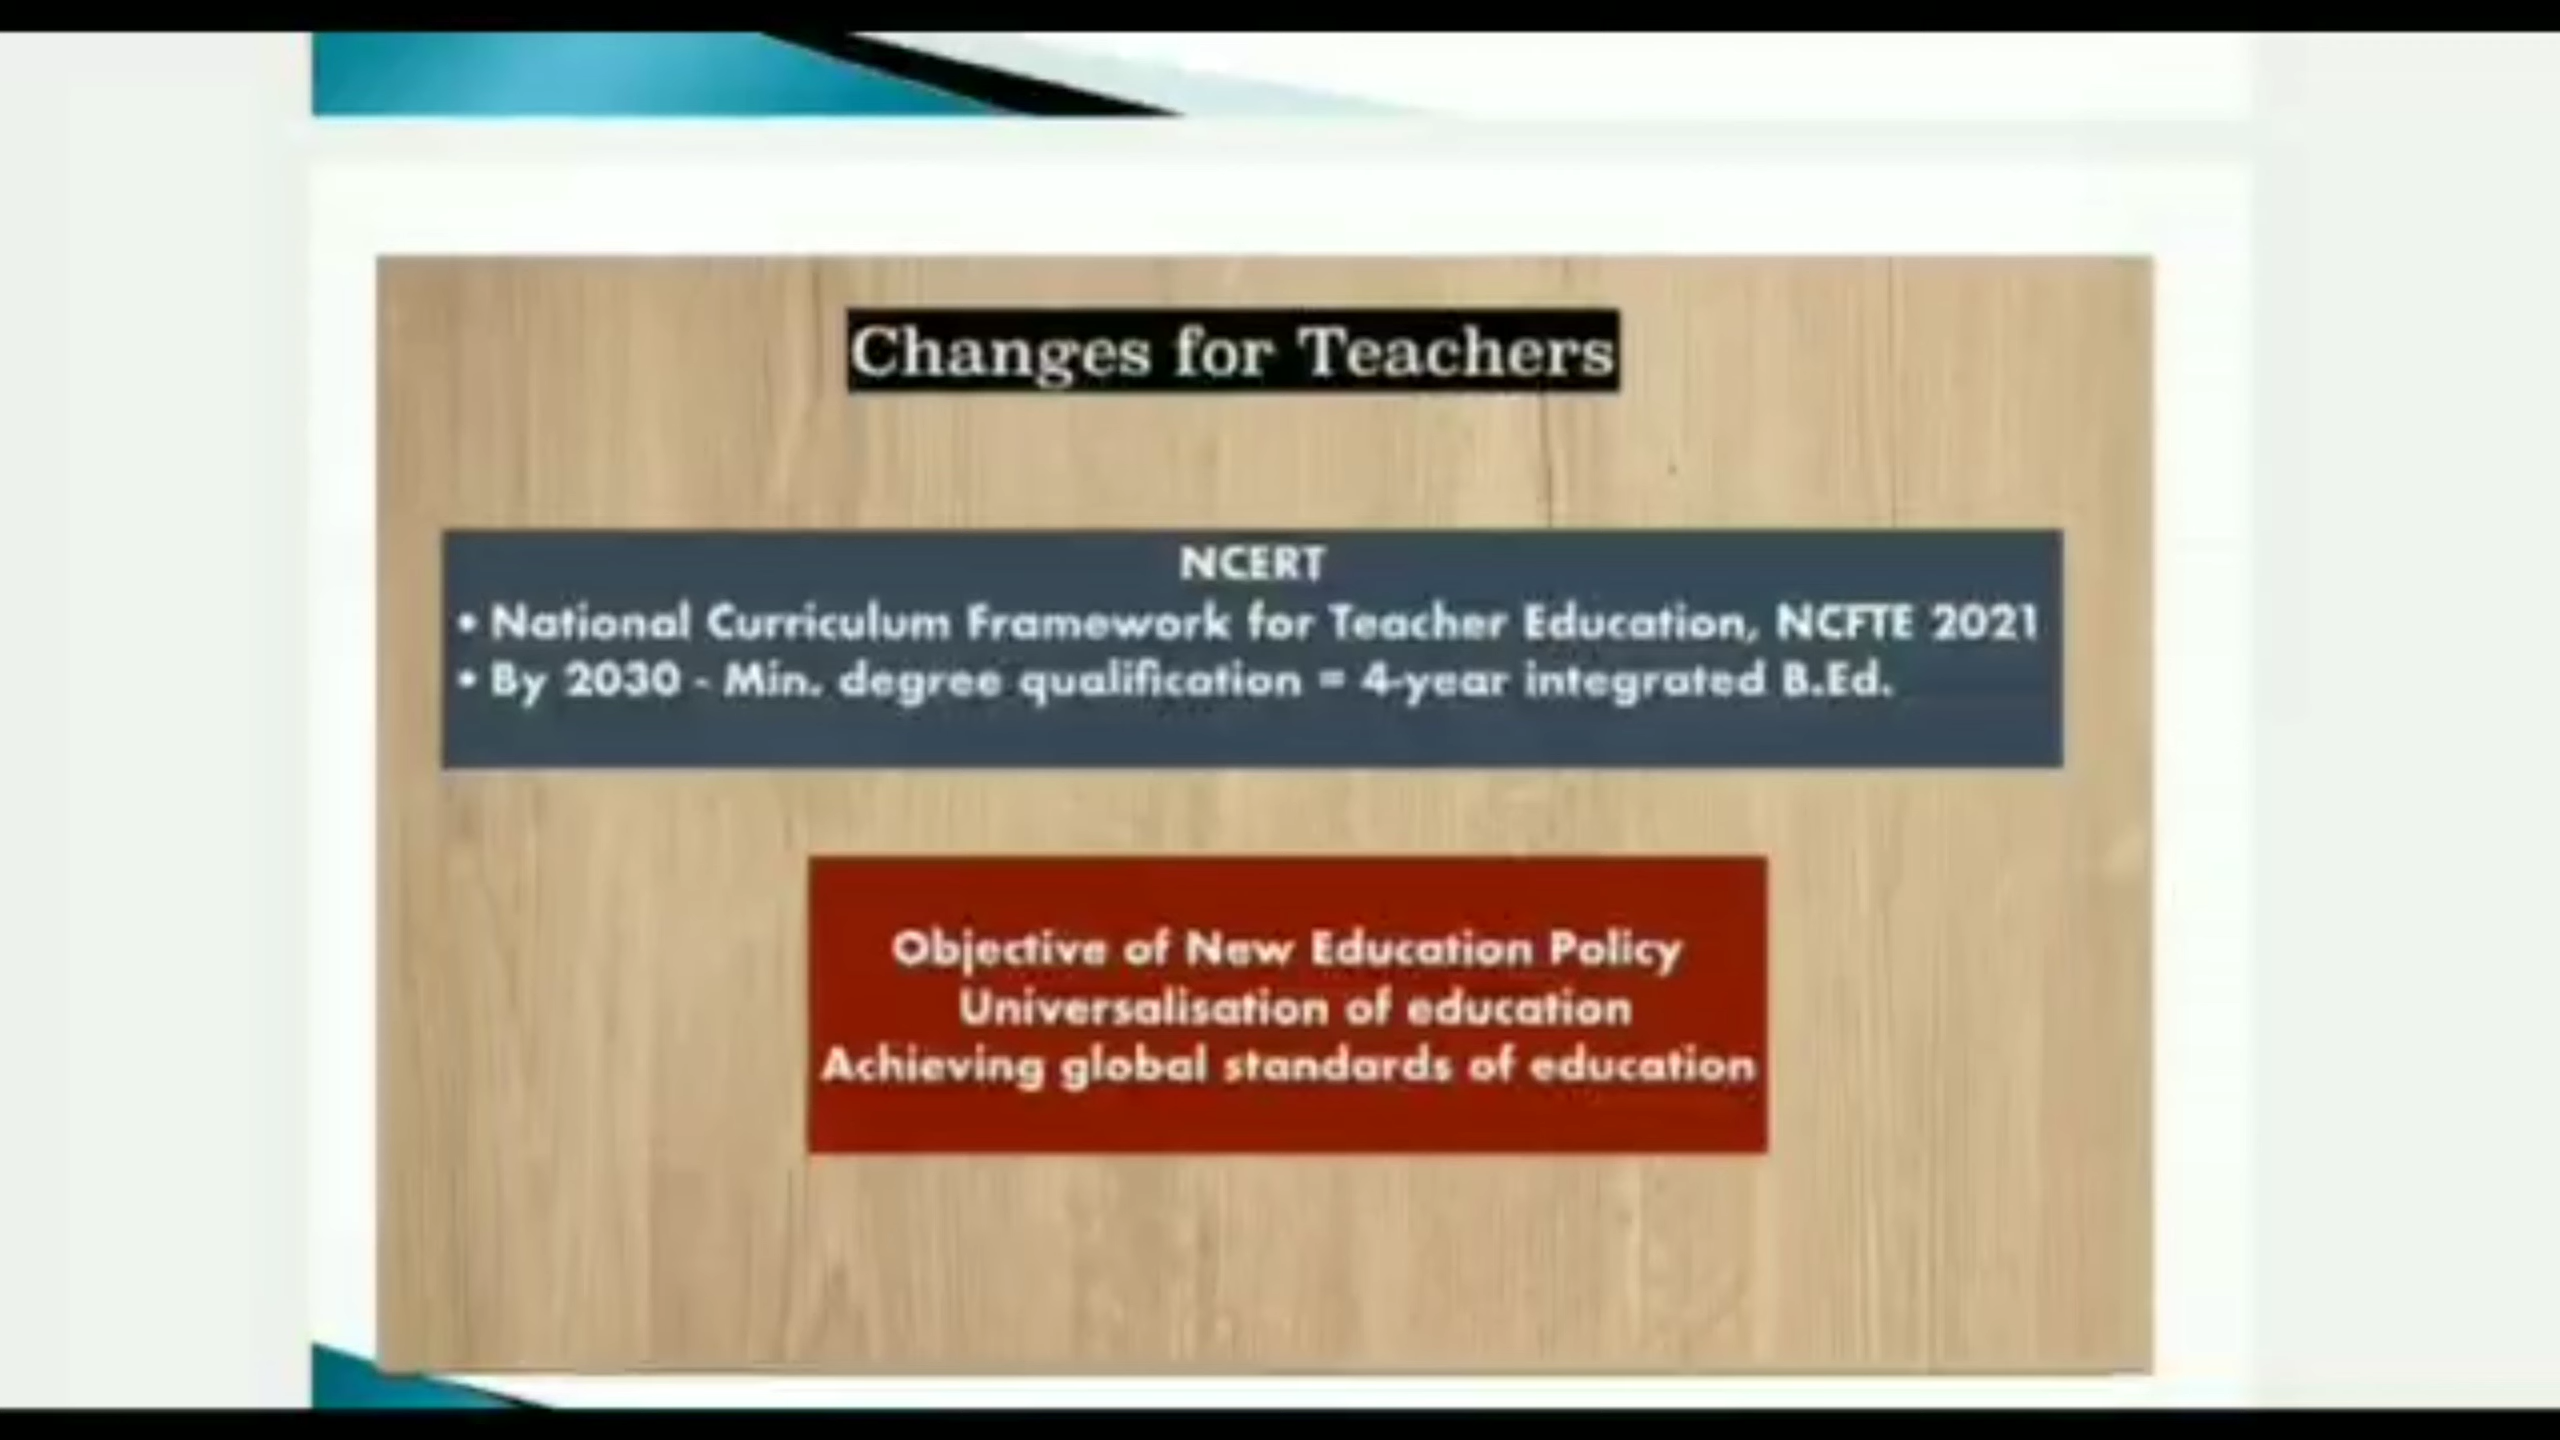 Changes for Teachers
NCERT
• National Curriculum Framework for Teacher Education, NCFTE 2021
• By 2030 - Min. degree qualification = 4-year integrated B.Ed.
Objective of New Education Policy
Universalisation of education
Achieving global standards of education